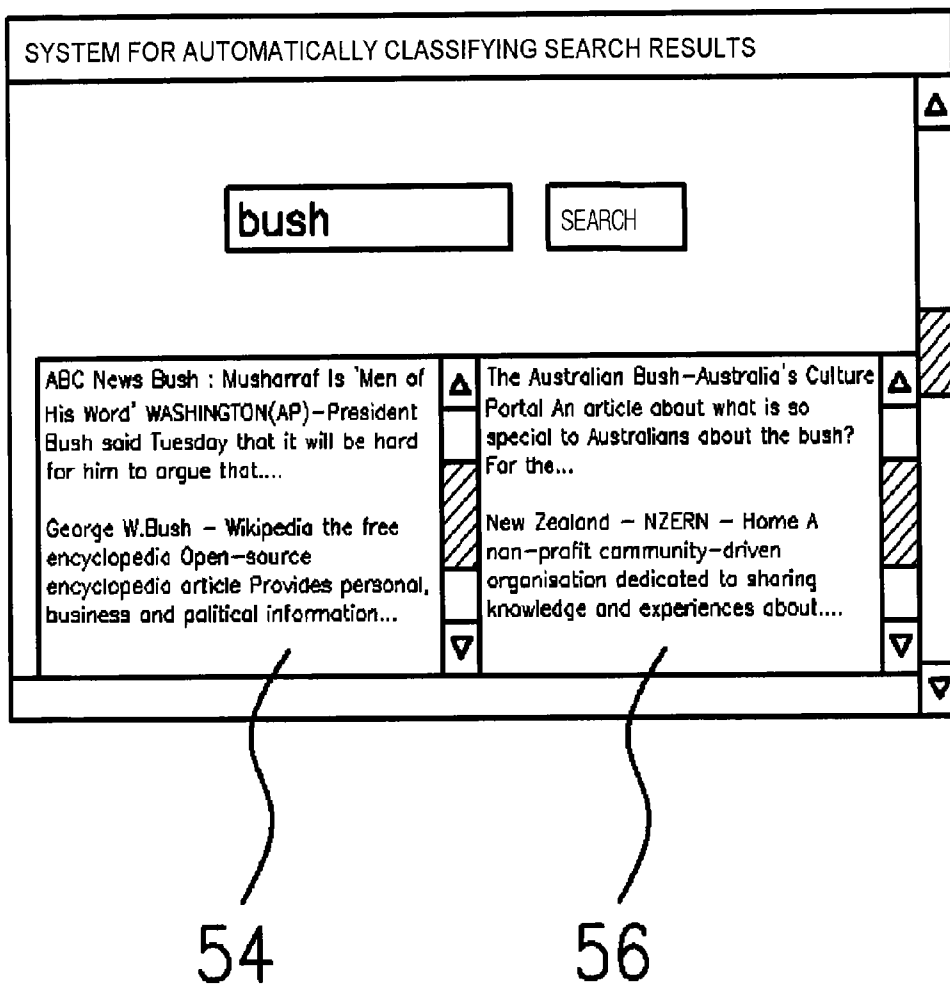 SYSTEM FOR AUTOMATICALLY CLASSIFYING SEARCH RESULTS
bush
SEARCH
ABC News Bush : Musharraf Is 'Men of
His Word' WASHINGTON(AP)-President
Bush said Tuesday that it will be hard
for him to argue that....
George W.Bush - Wikipedia the free
encyclopedia Open-source
encyclopedia article Provides personal,
business and political information...
The Australian Bush-Australia's Culture
Portal An article about what is so
special to Australians about the bush?
For the...
New Zealand - NZERN - Home A
non-profit community-driven
organisation dedicated to sharing
knowledge and experiences about....
54
56